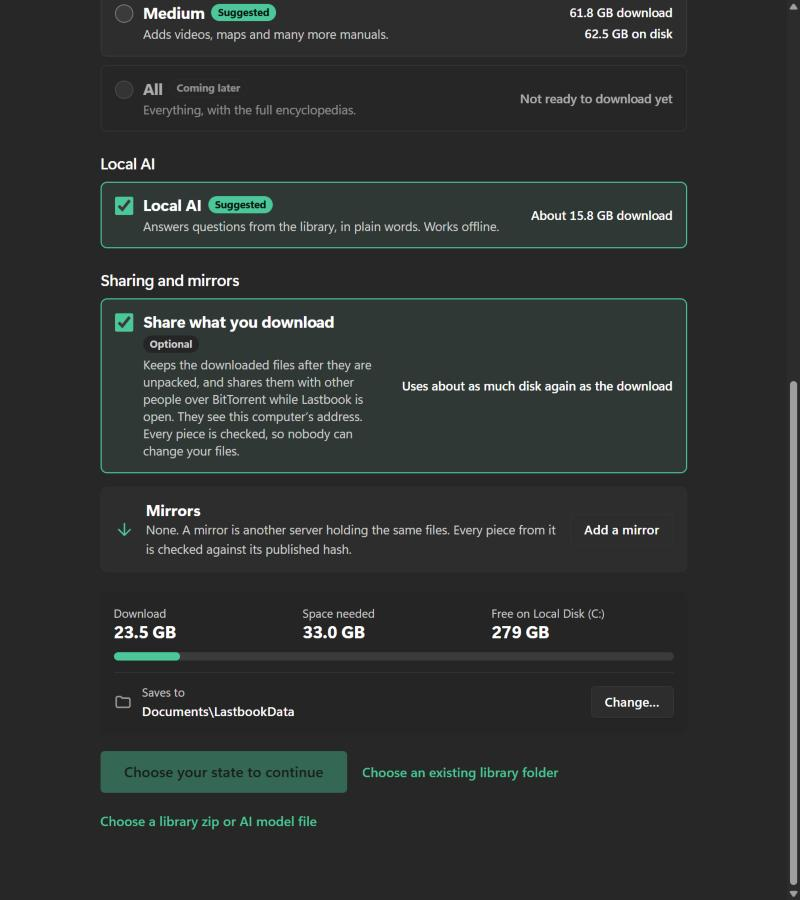 Medium Suggested 61.8 GB download
Adds videos, maps and many more manuals. 62.5 GB on disk
All Coming later
Everything, with the full encyclopedias. Not ready to download yet
Local AI
Local AI Suggested
Answers questions from the library, in plain words. Works offline. About 15.8 GB download
Sharing and mirrors
Share what you download
Optional
Keeps the downloaded files after they are
unpacked, and shares them with other
people over BitTorrent while Lastbook is
open. They see this computer's address.
Every piece is checked, so nobody can
change your files.
Uses about as much disk again as the download
Mirrors
None. A mirror is another server holding the same files. Every piece from it
is checked against its published hash.
Add a mirror
Download Space needed Free on Local Disk (C:)
23.5 GB 33.0 GB 279 GB
Saves to
Documents\LastbookData
Change...
Choose your state to continue Choose an existing library folder
Choose a library zip or AI model file